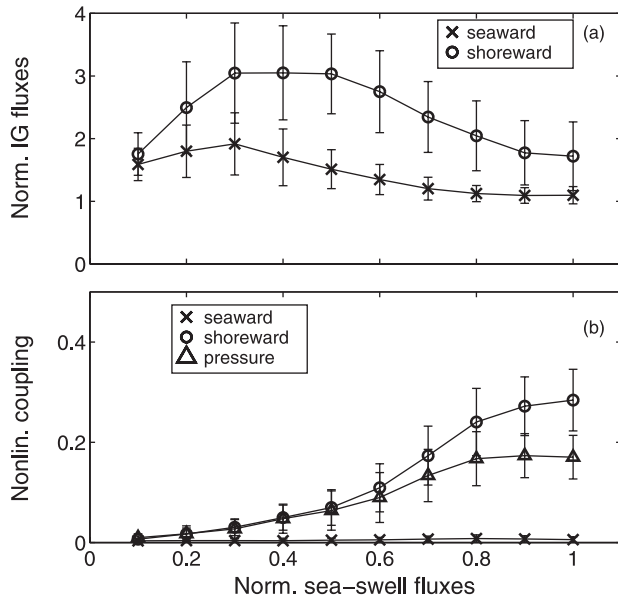 4
3
2
1
0
Norm. IG fluxes
seaward
shoreward
(a)
0.4
0.2
0
Nonlin. coupling
seaward
shoreward
pressure
(b)
0 0.2 0.4 0.6 0.8 1
Norm. sea−swell fluxes